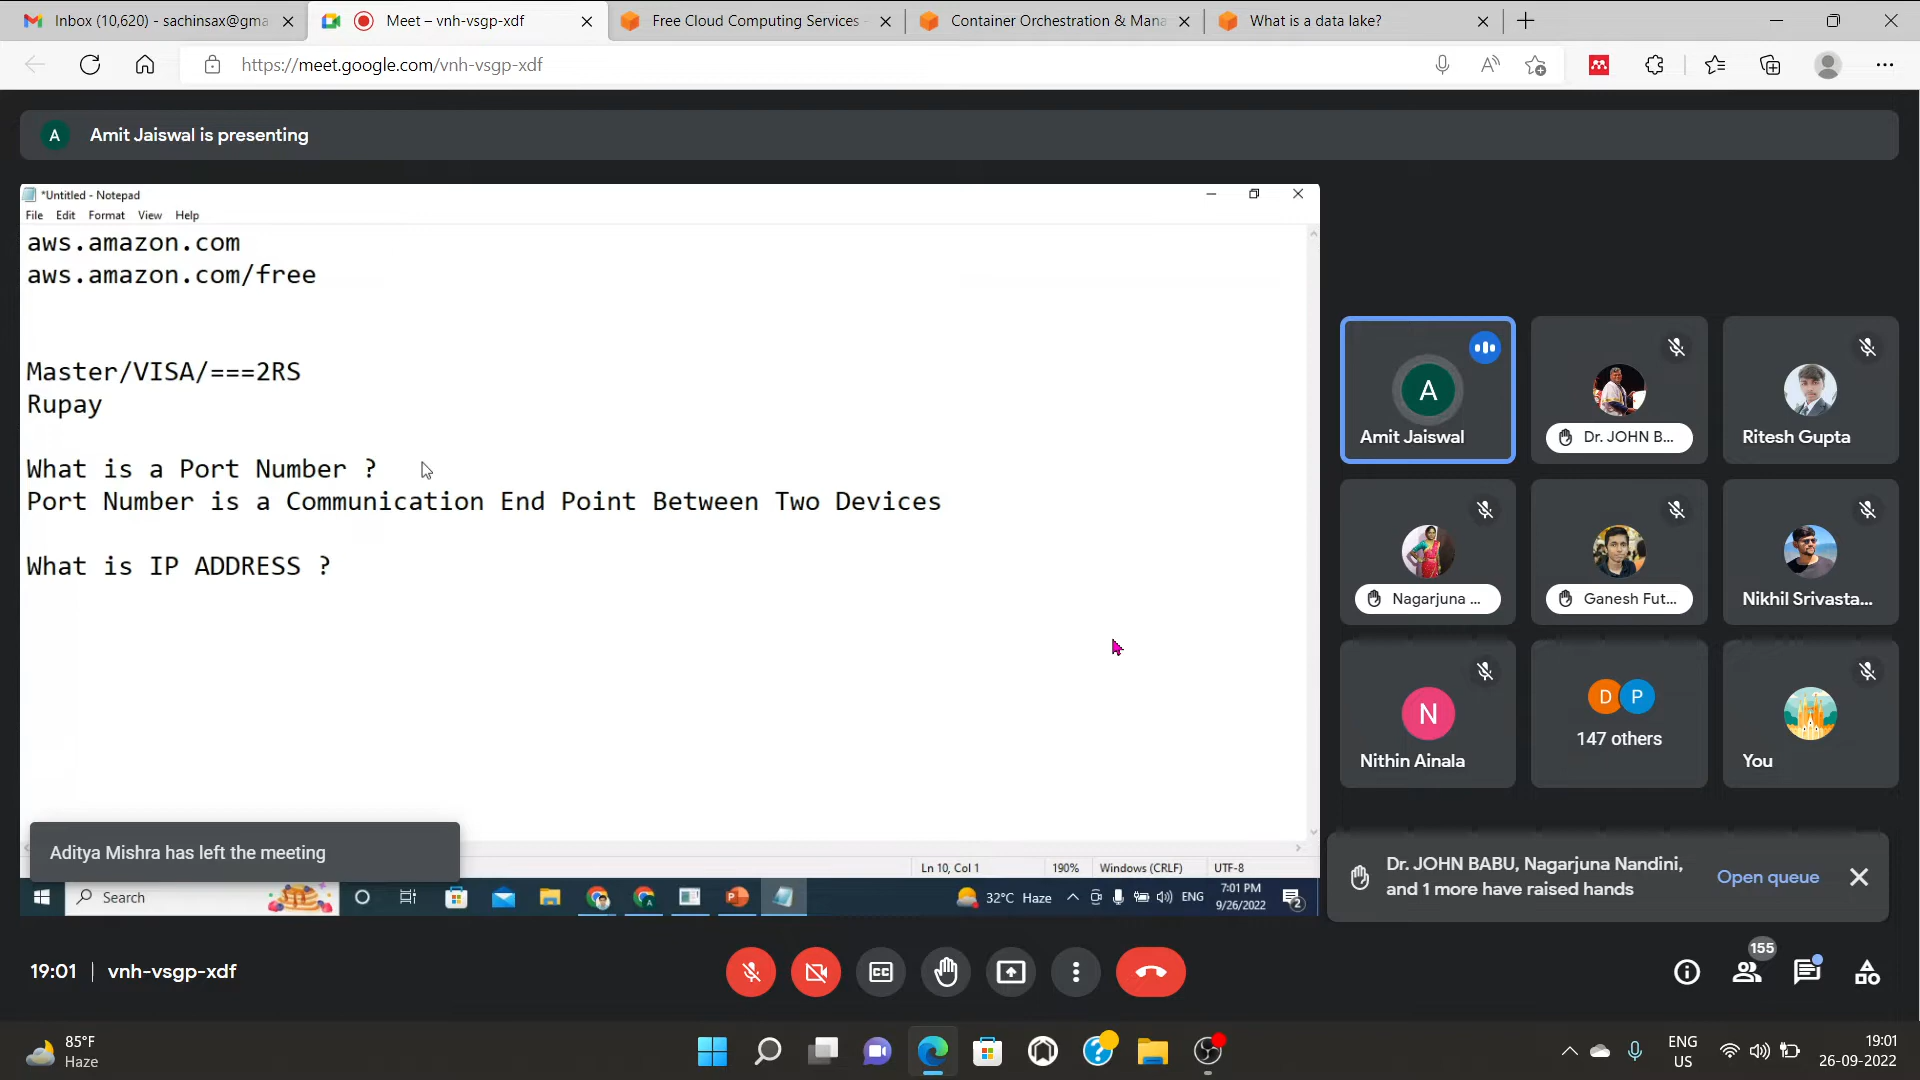 Inbox (10,620) - sachinsax@gma
Meet – vnh-vsgp-xdf
Free Cloud Computing Services -
Container Orchestration & Mana
What is a data lake?
https://meet.google.com/vnh-vsgp-xdf
A
Amit Jaiswal is presenting
*Untitled - Notepad
File Edit Format View Help
aws.amazon.com
aws.amazon.com/free
Master/VISA/===2RS
Rupay
What is a Port Number ?
Port Number is a Communication End Point Between Two Devices
What is IP ADDRESS ?
Ln 10, Col 1
190%
Windows (CRLF)
UTF-8
Aditya Mishra has left the meeting
Search
32°C Haze
ENG
7:01 PM
9/26/2022
2
A
Amit Jaiswal
Dr. JOHN B...
Ritesh Gupta
Nagarjuna ...
Ganesh Fut...
Nikhil Srivasta...
N
Nithin Ainala
D P
147 others
You
Dr. JOHN BABU, Nagarjuna Nandini,
and 1 more have raised hands
Open queue
19:01 | vnh-vsgp-xdf
CC
155
85°F
Haze
ENG
US
19:01
26-09-2022